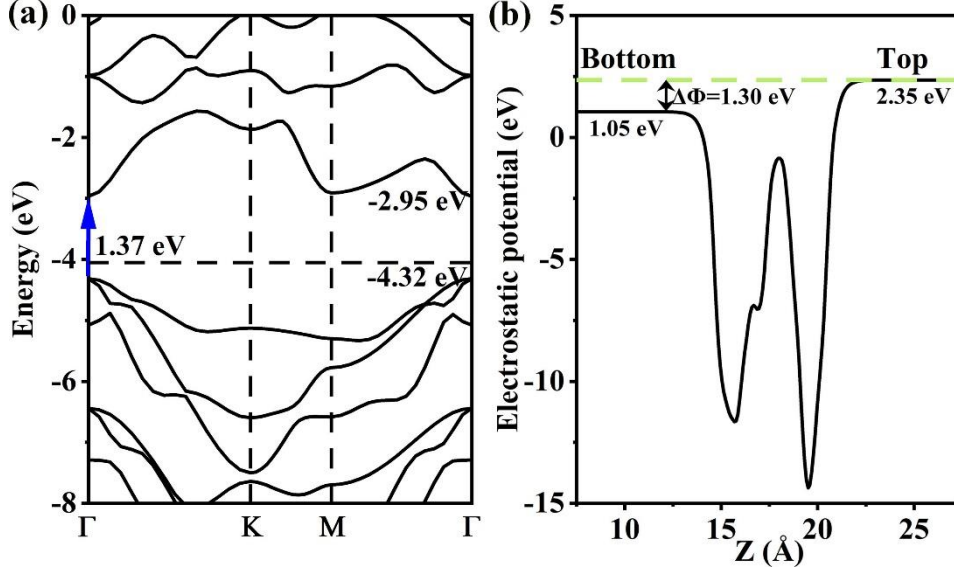 (a)
Energy (eV)
0
-2
-4
-6
-8
1.37 eV
-2.95 eV
-4.32 eV
Γ
K
M
Γ
(b)
Electrostatic potential (eV)
0
-5
-10
-15
Bottom
Top
ΔΦ=1.30 eV
1.05 eV
2.35 eV
10
15
20
25
Z (Å)